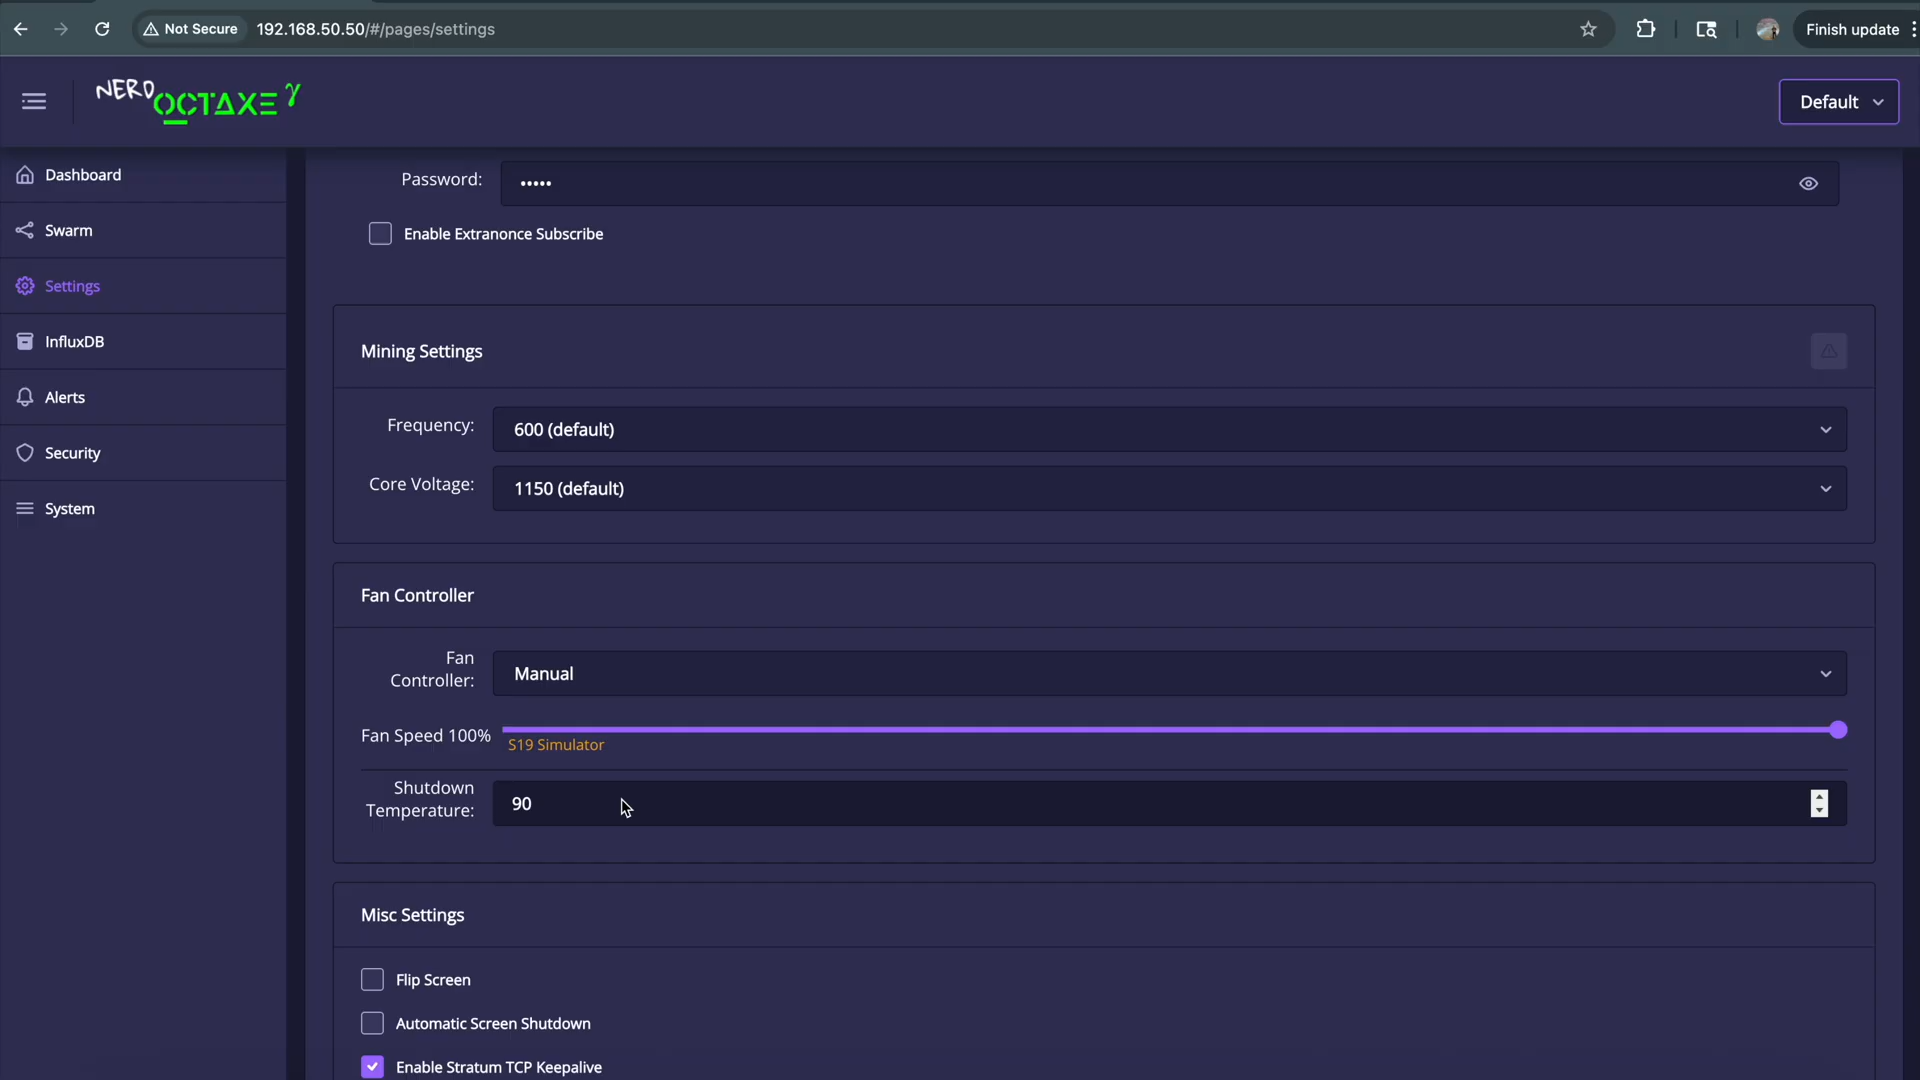 Not Secure 192.168.50.50/#/pages/settings Finish update
NERD OCTAXE γ
Default
Dashboard
Swarm
Settings
InfluxDB
Alerts
Security
System
Password: •••••
Enable Extranonce Subscribe
Mining Settings
Frequency: 600 (default)
Core Voltage: 1150 (default)
Fan Controller
Fan
Controller:
Manual
Fan Speed 100%
S19 Simulator
Shutdown
Temperature:
90
Misc Settings
Flip Screen
Automatic Screen Shutdown
Enable Stratum TCP Keepalive